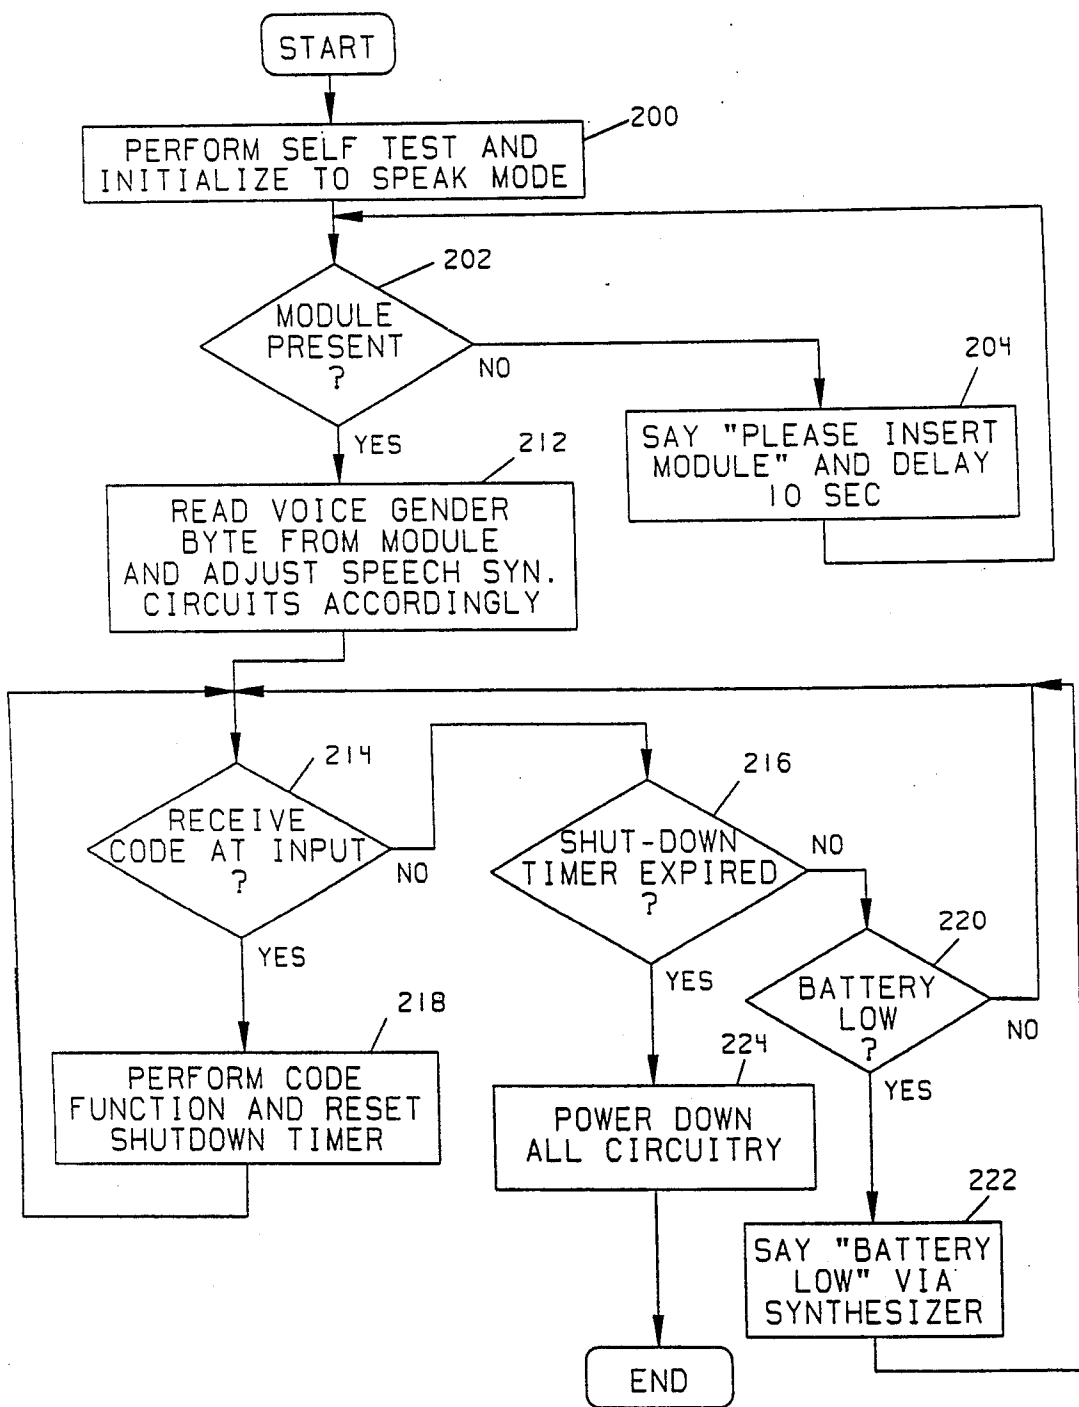 START
200
PERFORM SELF TEST AND
INITIALIZE TO SPEAK MODE
202
MODULE
PRESENT
?
NO
YES
204
SAY "PLEASE INSERT
MODULE" AND DELAY
10 SEC
212
READ VOICE GENDER
BYTE FROM MODULE
AND ADJUST SPEECH SYN.
CIRCUITS ACCORDINGLY
214
RECEIVE
CODE AT INPUT
?
NO
YES
216
SHUT-DOWN
TIMER EXPIRED
?
NO
YES
220
BATTERY
LOW
?
NO
YES
218
PERFORM CODE
FUNCTION AND RESET
SHUTDOWN TIMER
224
POWER DOWN
ALL CIRCUITRY
222
SAY "BATTERY
LOW" VIA
SYNTHESIZER
END